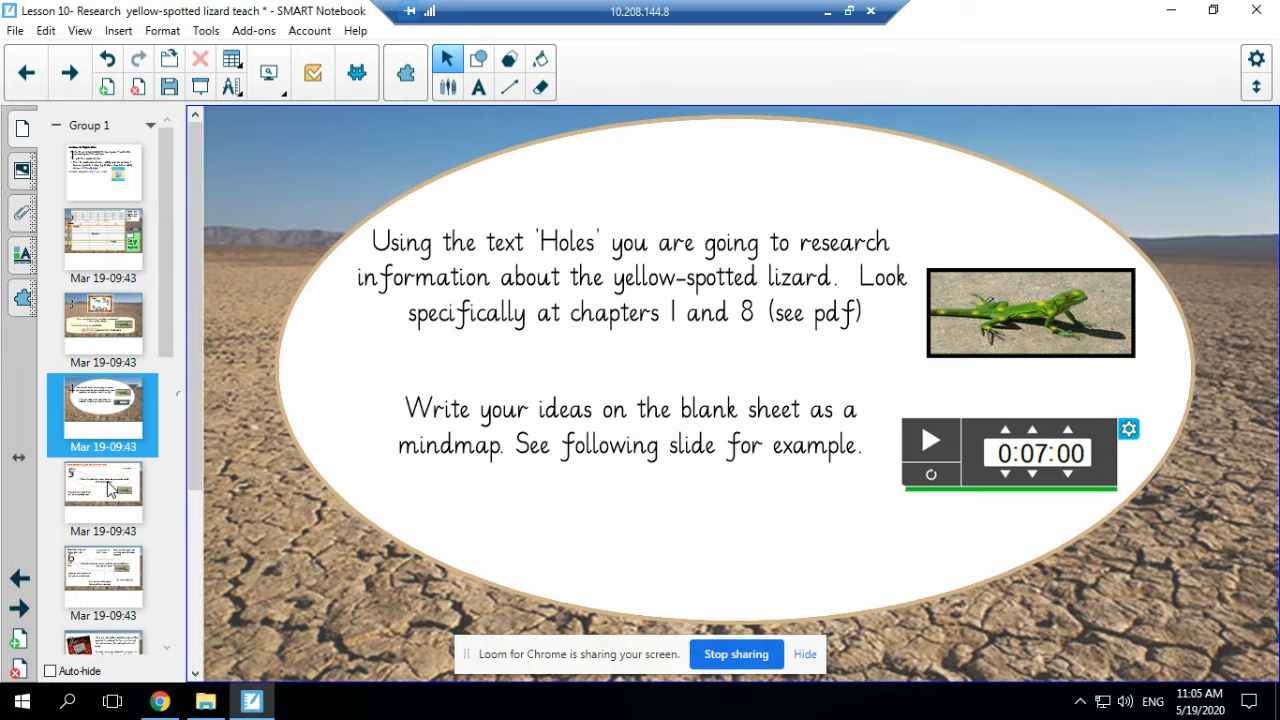 Lesson 10- Research yellow-spotted lizard teach * - SMART Notebook
10.208.144.8
File Edit View Insert Format Tools Add-ons Account Help
Group 1
Mar 19-09:43
Mar 19-09:43
Mar 19-09:43
Mar 19-09:43
Mar 19-09:43
Auto-hide
Using the text 'Holes' you are going to research
information about the yellow-spotted lizard. Look
specifically at chapters 1 and 8 (see pdf)
Write your ideas on the blank sheet as a
mindmap. See following slide for example.
0:07:00
Loom for Chrome is sharing your screen. Stop sharing Hide
ENG
11:05 AM
5/19/2020